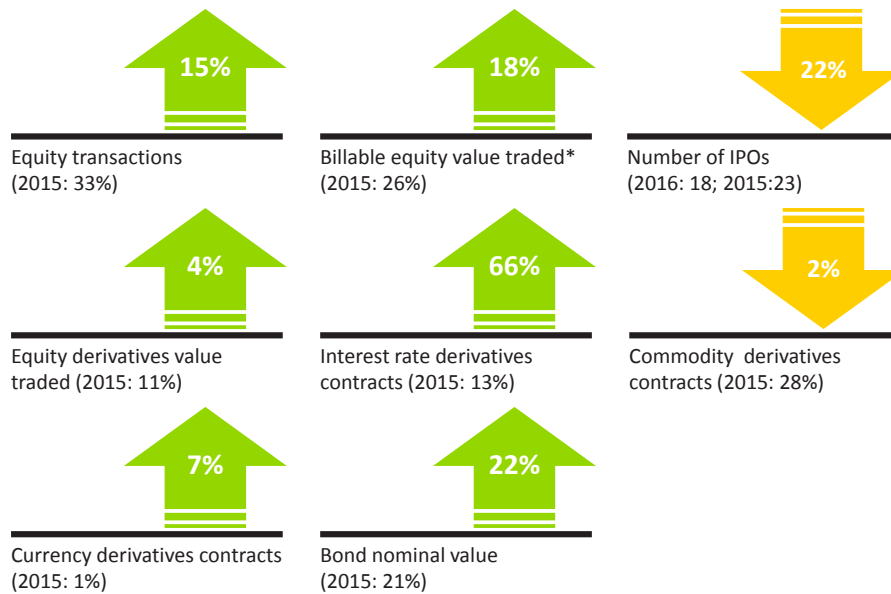 15%
Equity transactions
(2015: 33%)
18%
Billable equity value traded*
(2015: 26%)
22%
Number of IPOs
(2016: 18; 2015:23)
4%
Equity derivatives value
traded (2015: 11%)
66%
Interest rate derivatives
contracts (2015: 13%)
2%
Commodity  derivatives
contracts (2015: 28%)
7%
Currency derivatives contracts
(2015: 1%)
22%
Bond nominal value
(2015: 21%)